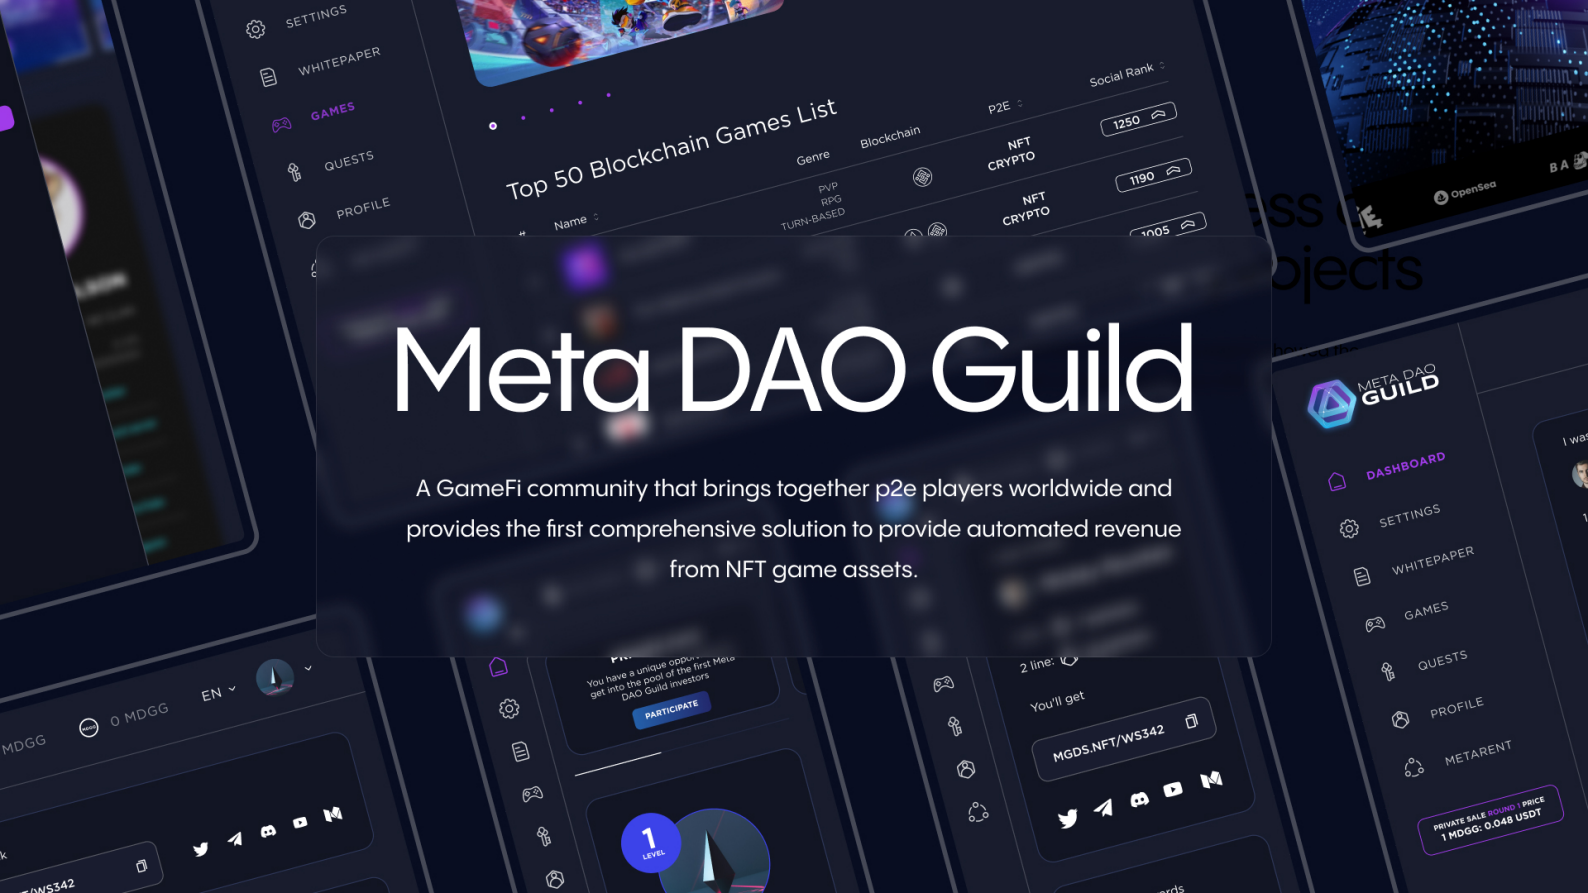 SETTINGS
WHITEPAPER
GAMES
QUESTS
PROFILE
Top 50 Blockchain Games List
#
Name
Genre
Blockchain
P2E
Social Rank
PVP
RPG
TURN-BASED
NFT
CRYPTO
1250
NFT
CRYPTO
1190
1005
OpenSea
ojects
Meta DAO Guild
A GameFi community that brings together p2e players worldwide and
provides the first comprehensive solution to provide automated revenue
from NFT game assets.
META DAO
GUILD
DASHBOARD
SETTINGS
WHITEPAPER
GAMES
QUESTS
PROFILE
METARENT
PRIVATE SALE ROUND 1 PRICE
1 MDGG: 0.048 USDT
I was
MDGG
0 MDGG
EN
WS342
You have a unique oppor
get into the pool of the first Meta
DAO Guild investors
PARTICIPATE
1
LEVEL
2 line:
You'll get
MGDS.NFT/WS342